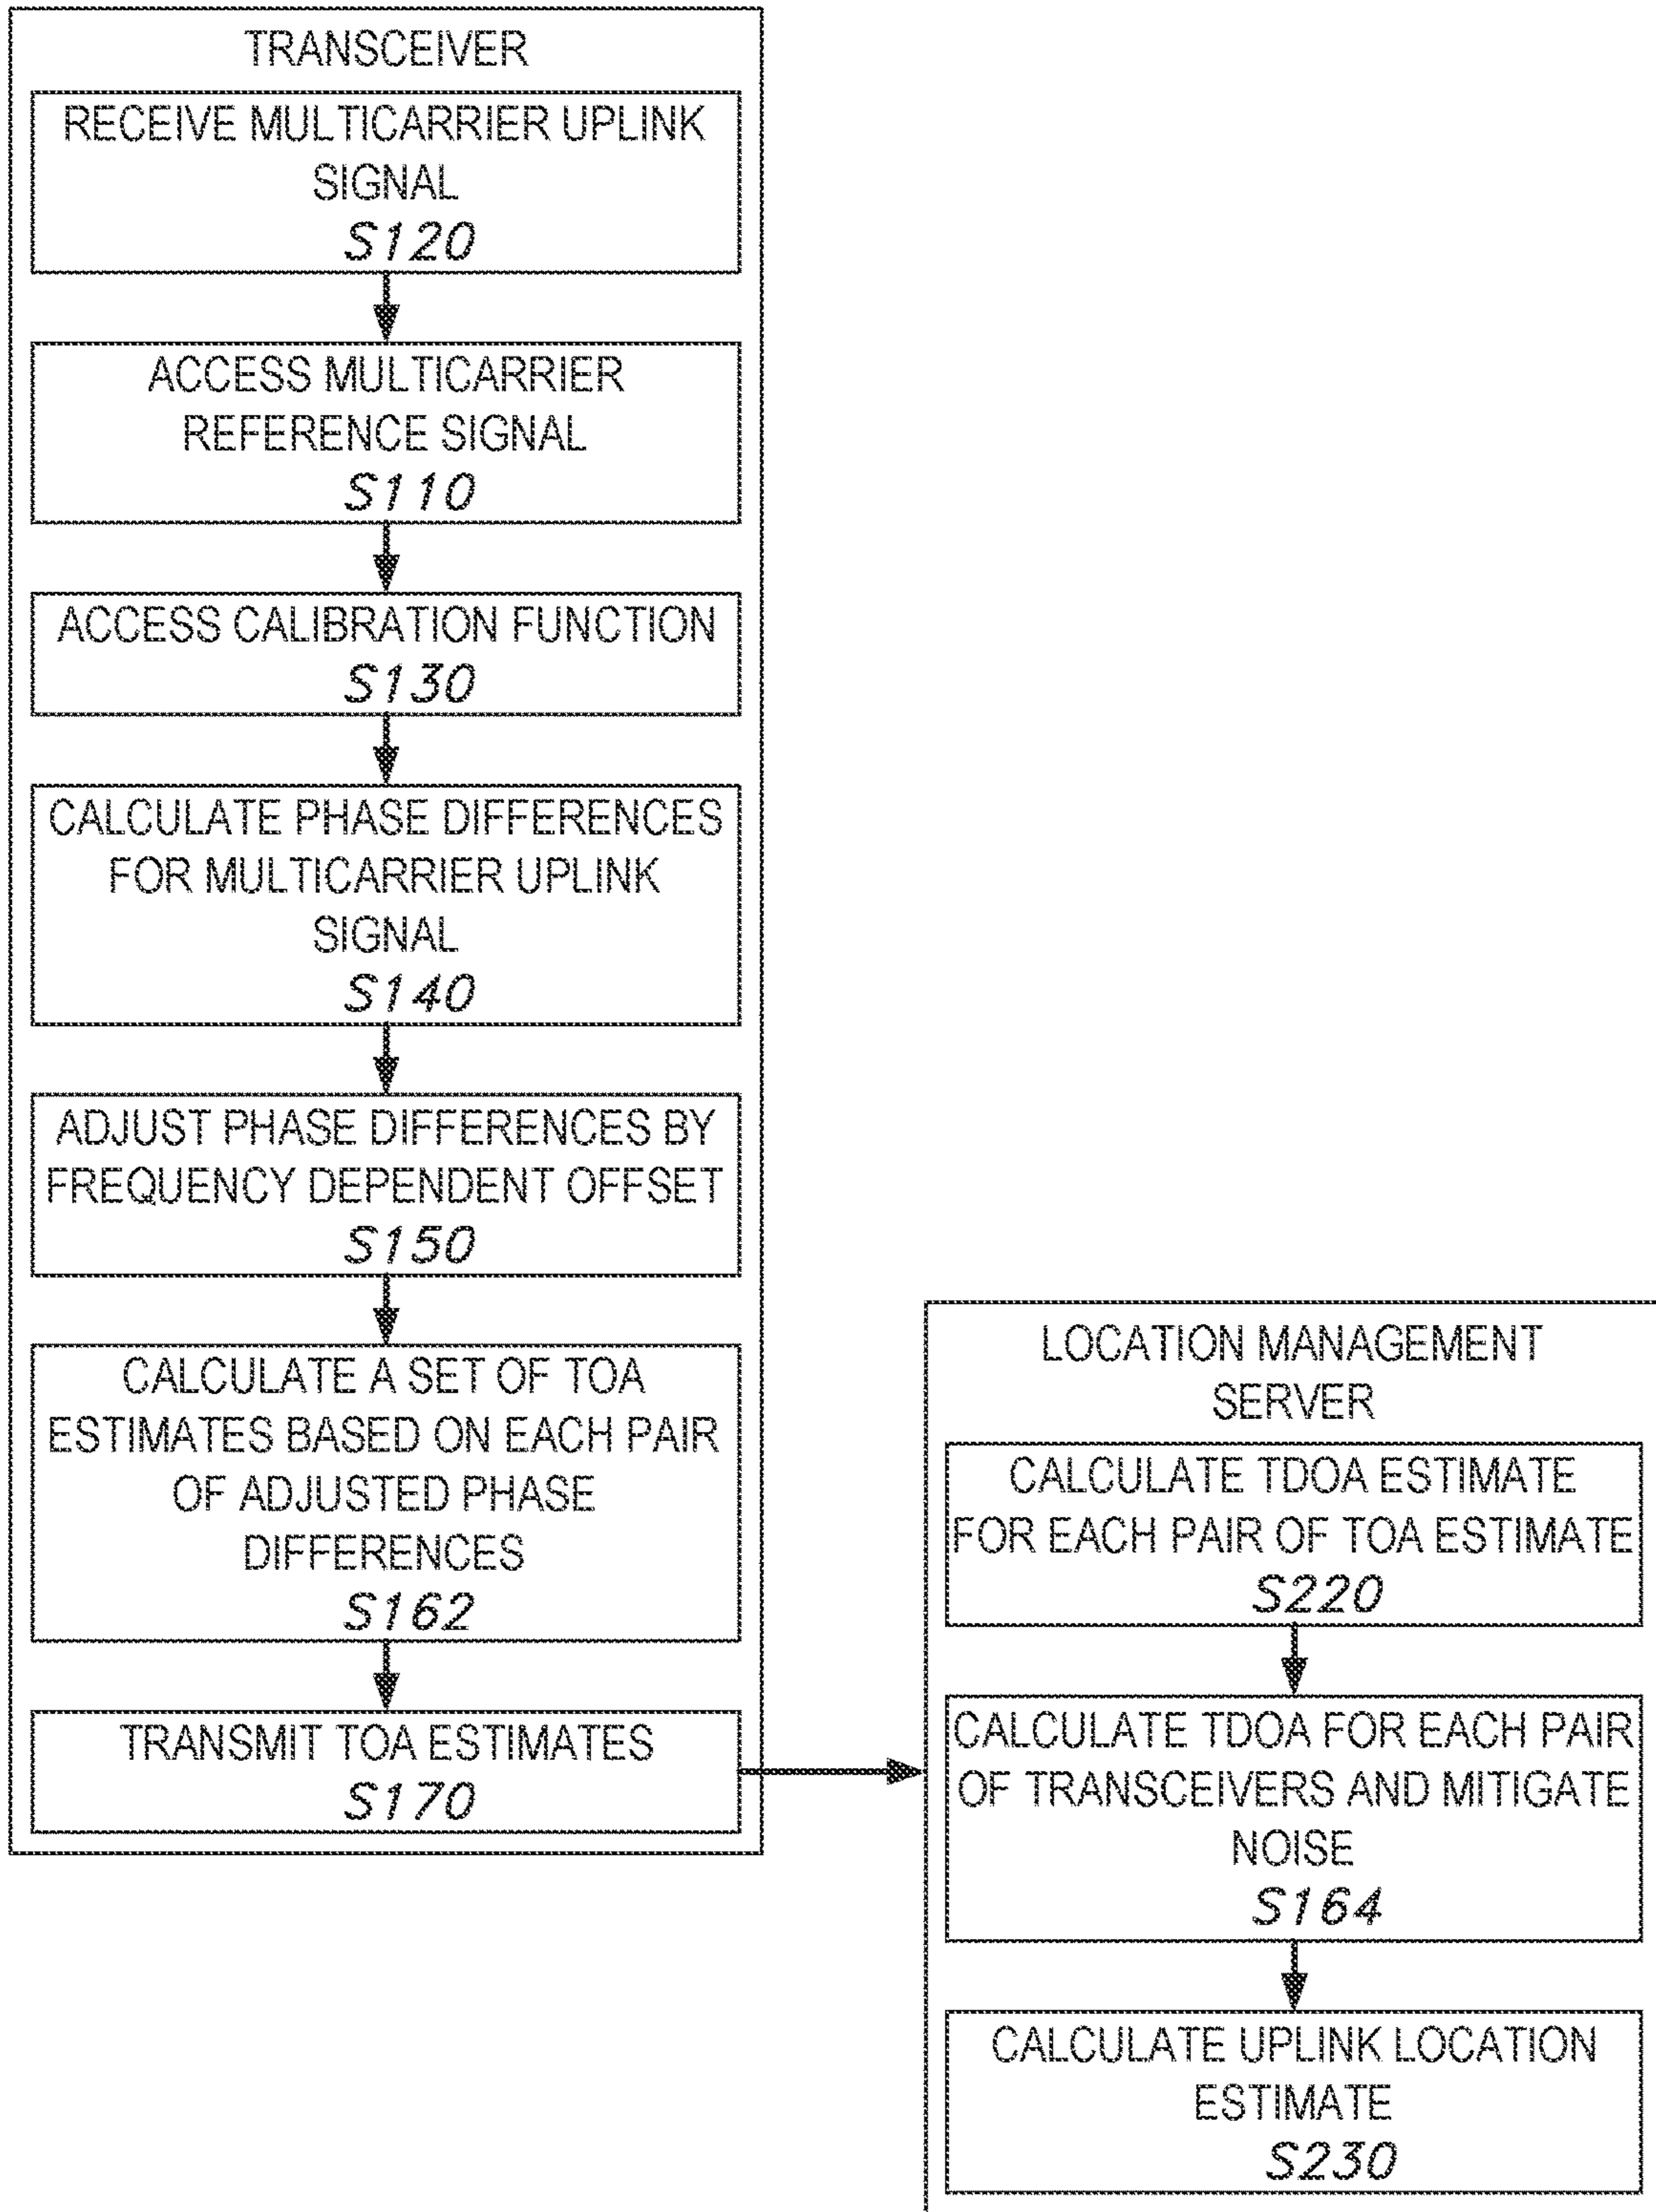 TRANSCEIVER
RECEIVE MULTICARRIER UPLINK
SIGNAL
S120
ACCESS MULTICARRIER
REFERENCE SIGNAL
S110
ACCESS CALIBRATION FUNCTION
S130
CALCULATE PHASE DIFFERENCES
FOR MULTICARRIER UPLINK
SIGNAL
S140
ADJUST PHASE DIFFERENCES BY
FREQUENCY DEPENDENT OFFSET
S150
CALCULATE A SET OF TOA
ESTIMATES BASED ON EACH PAIR
OF ADJUSTED PHASE
DIFFERENCES
S162
TRANSMIT TOA ESTIMATES
S170
LOCATION MANAGEMENT
SERVER
CALCULATE TDOA ESTIMATE
FOR EACH PAIR OF TOA ESTIMATE
S220
CALCULATE TDOA FOR EACH PAIR
OF TRANSCEIVERS AND MITIGATE
NOISE
S164
CALCULATE UPLINK LOCATION
ESTIMATE
S230